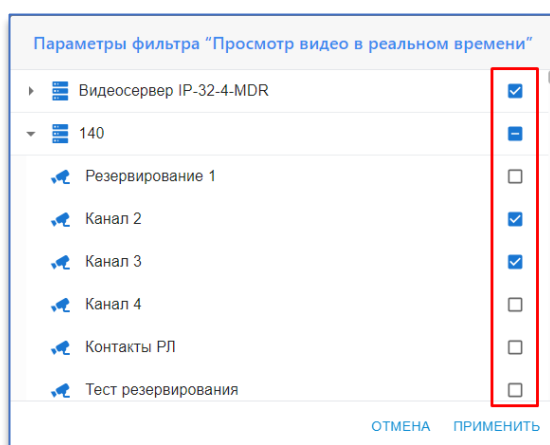 Параметры фильтра “Просмотр видео в реальном времени”
Видеосервер IP-32-4-MDR
140
Резервирование 1
Канал 2
Канал 3
Канал 4
Контакты РЛ
Тест резервирования
ОТМЕНА ПРИМЕНИТЬ